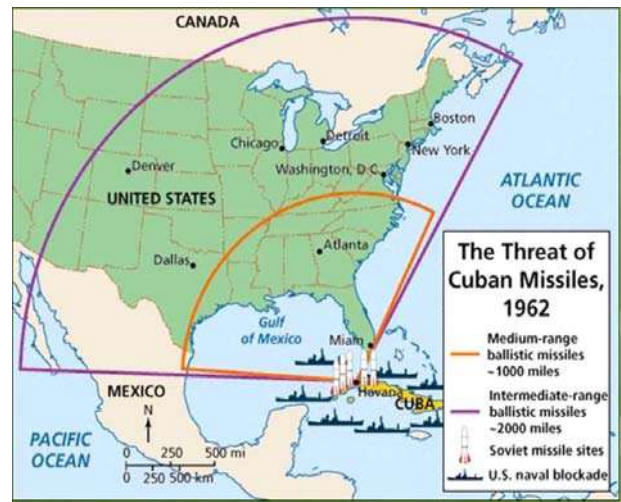 CANADA
Boston
Chicago
Detroit
New York
Denver
Washington, D.C.
UNITED STATES
ATLANTIC
OCEAN
Atlanta
Dallas
The Threat of
Cuban Missiles,
1962
Gulf
of Mexico
Miami
Medium-range
ballistic missiles
~1000 miles
Havana
CUBA
MEXICO
Intermediate-range
ballistic missiles
~2000 miles
N
PACIFIC
OCEAN
0 250 500 mi
0 250 500 km
Soviet missile sites
U.S. naval blockade